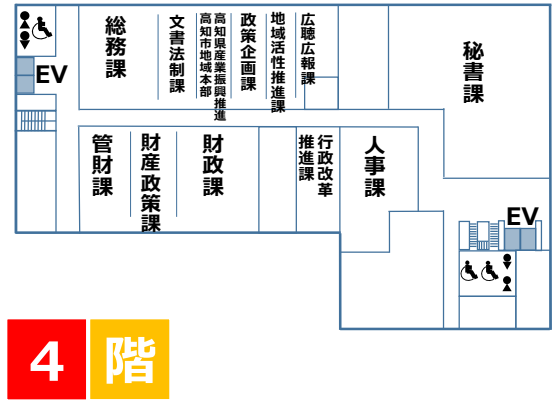 総務課
文書法制課
高知県産業振興推進
高知市地域本部
政策企画課
地域活性推進課
広聴広報課
秘書課
EV
管財課
財産政策課
財政課
行政改革
推進課
人事課
EV
4階